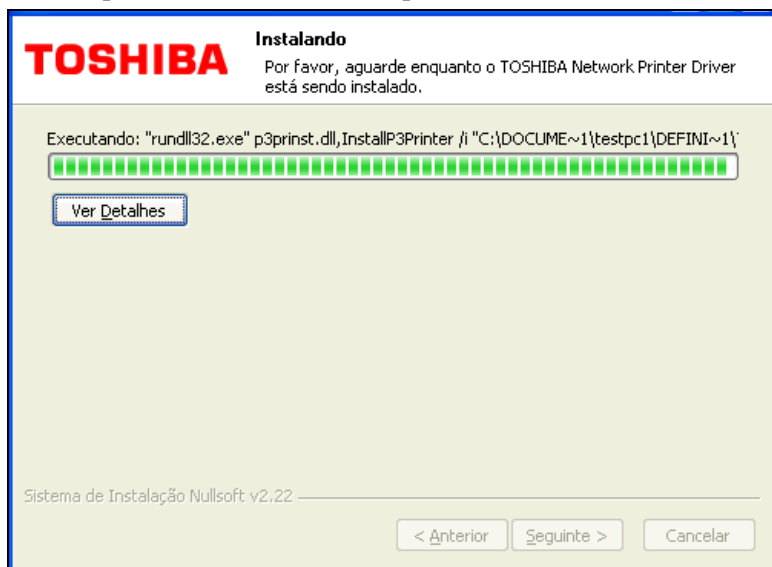 TOSHIBA
Instalando
Por favor, aguarde enquanto o TOSHIBA Network Printer Driver
está sendo instalado.
Executando: "rundll32.exe" p3prinst.dll,InstallP3Printer /i "C:\DOCUME~1\testpc1\DEFINI~1\
Ver Detalhes
Sistema de Instalação Nullsoft v2.22
< Anterior
Seguinte >
Cancelar